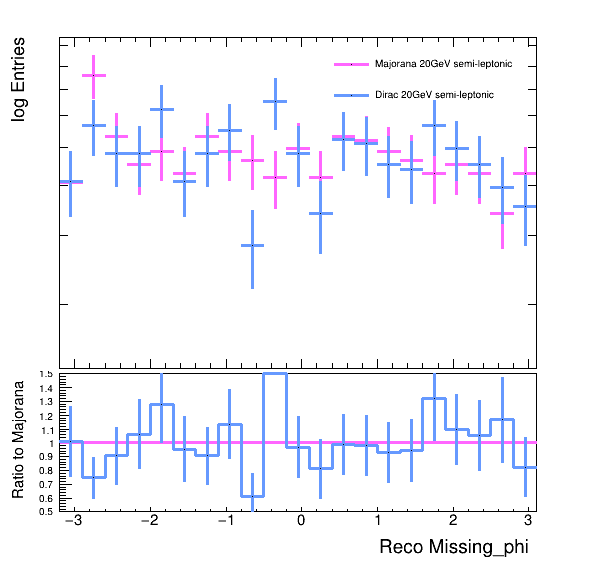 log Entries
Majorana 20GeV semi-leptonic
Dirac 20GeV semi-leptonic
Ratio to Majorana
1.5
1.4
1.3
1.2
1.1
1
0.9
0.8
0.7
0.6
0.5
−3 −2 −1 0 1 2 3
Reco Missing_phi